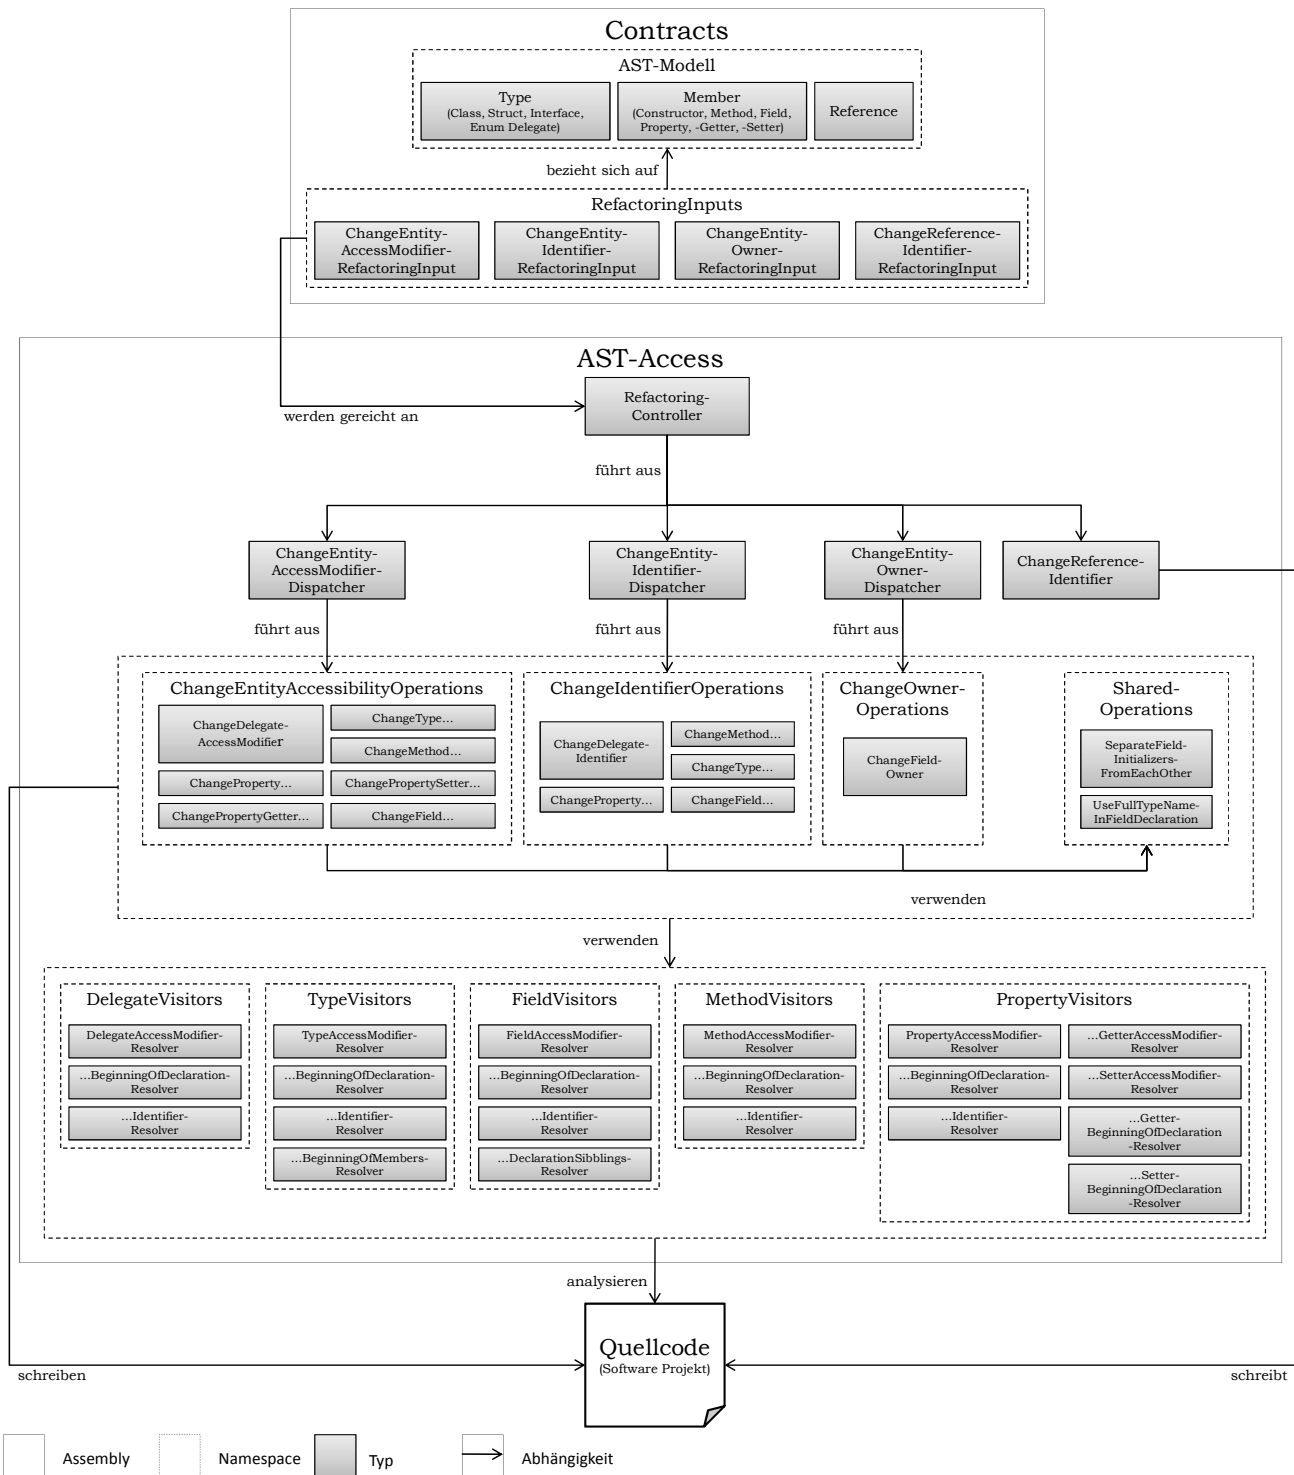 Contracts
AST-Modell
Type
(Class, Struct, Interface,
Enum Delegate)
Member
(Constructor, Method, Field,
Property, -Getter, -Setter)
Reference
bezieht sich auf
RefactoringInputs
ChangeEntity-
AccessModifier-
RefactoringInput
ChangeEntity-
Identifier-
RefactoringInput
ChangeEntity-
Owner-
RefactoringInput
ChangeReference-
Identifier-
RefactoringInput
AST-Access
Refactoring-
Controller
werden gereicht an
führt aus
ChangeEntity-
AccessModifier-
Dispatcher
ChangeEntity-
Identifier-
Dispatcher
ChangeEntity-
Owner-
Dispatcher
ChangeReference-
Identifier
führt aus
führt aus
führt aus
ChangeEntityAccessibilityOperations
ChangeDelegate-
AccessModifier
ChangeType...
ChangeMethod...
ChangeProperty...
ChangePropertySetter...
ChangePropertyGetter...
ChangeField...
ChangeIdentifierOperations
ChangeDelegate-
Identifier
ChangeMethod...
ChangeType...
ChangeProperty...
ChangeField...
ChangeOwner-
Operations
ChangeField-
Owner
Shared-
Operations
SeparateField-
Initializers-
FromEachOther
UseFullTypeName-
InFieldDeclaration
verwenden
verwenden
DelegateVisitors
DelegateAccessModifier-
Resolver
...BeginningOfDeclaration-
Resolver
...Identifier-
Resolver
TypeVisitors
TypeAccessModifier-
Resolver
...BeginningOfDeclaration-
Resolver
...Identifier-
Resolver
...BeginningOfMembers-
Resolver
FieldVisitors
FieldAccessModifier-
Resolver
...BeginningOfDeclaration-
Resolver
...Identifier-
Resolver
...DeclarationSibblings-
Resolver
MethodVisitors
MethodAccessModifier-
Resolver
...BeginningOfDeclaration-
Resolver
...Identifier-
Resolver
PropertyVisitors
PropertyAccessModifier-
Resolver
...BeginningOfDeclaration-
Resolver
...Identifier-
Resolver
...GetterAccessModifier-
Resolver
...SetterAccessModifier-
Resolver
...Getter-
BeginningOfDeclaration
-Resolver
...Setter-
BeginningOfDeclaration
-Resolver
analysieren
Quellcode
(Software Projekt)
schreiben
schreibt
Assembly
Namespace
Typ
Abhängigkeit